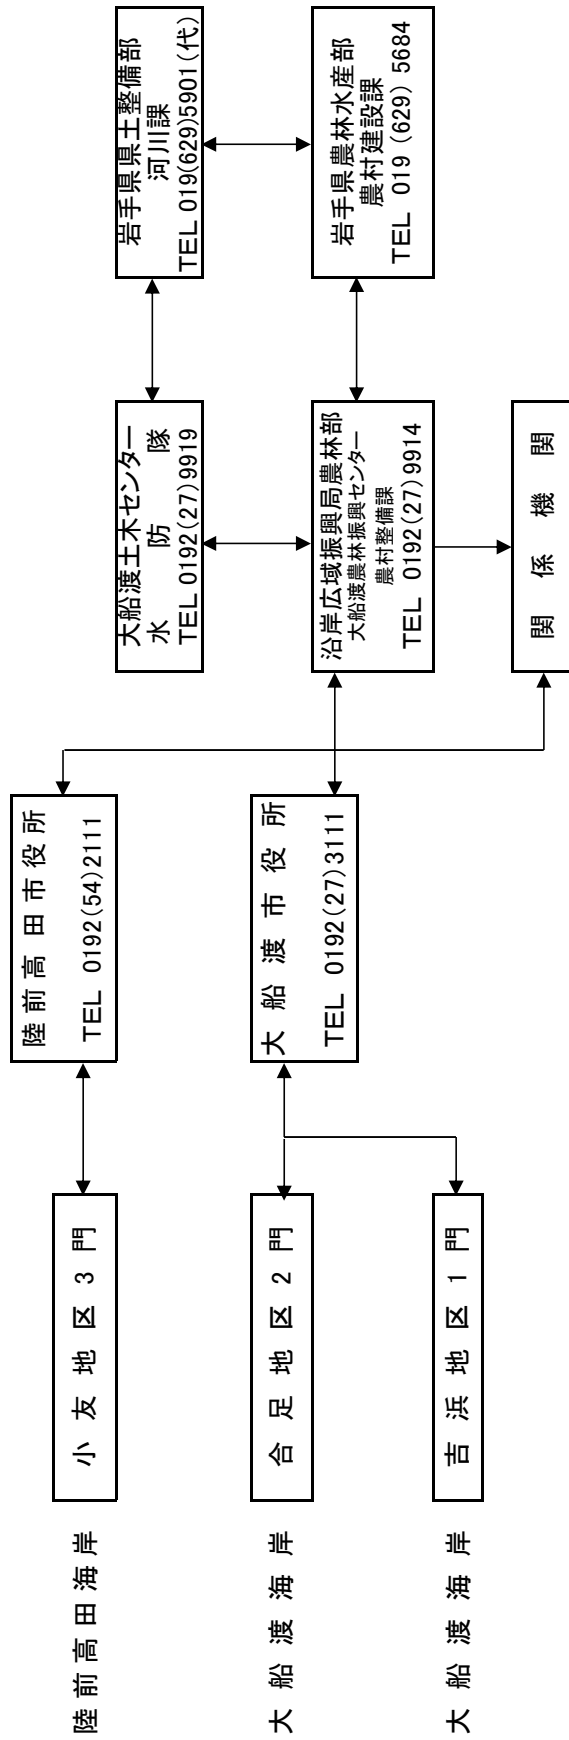 陸前高田海岸
小友地区3門
陸前高田市役所
TEL 0192(54)2111
大船渡土木センター
水防隊
TEL 0192(27)9919
岩手県県土整備部
河川課
TEL 019(629)5901(代)
大船渡海岸
合足地区2門
大船渡市役所
TEL 0192(27)3111
沿岸広域振興局農林部
大船渡農林振興センター
農村整備課
TEL 0192(27)9914
岩手県農林水産部
農村建設課
TEL 019 (629) 5684
大船渡海岸
吉浜地区1門
関係機関